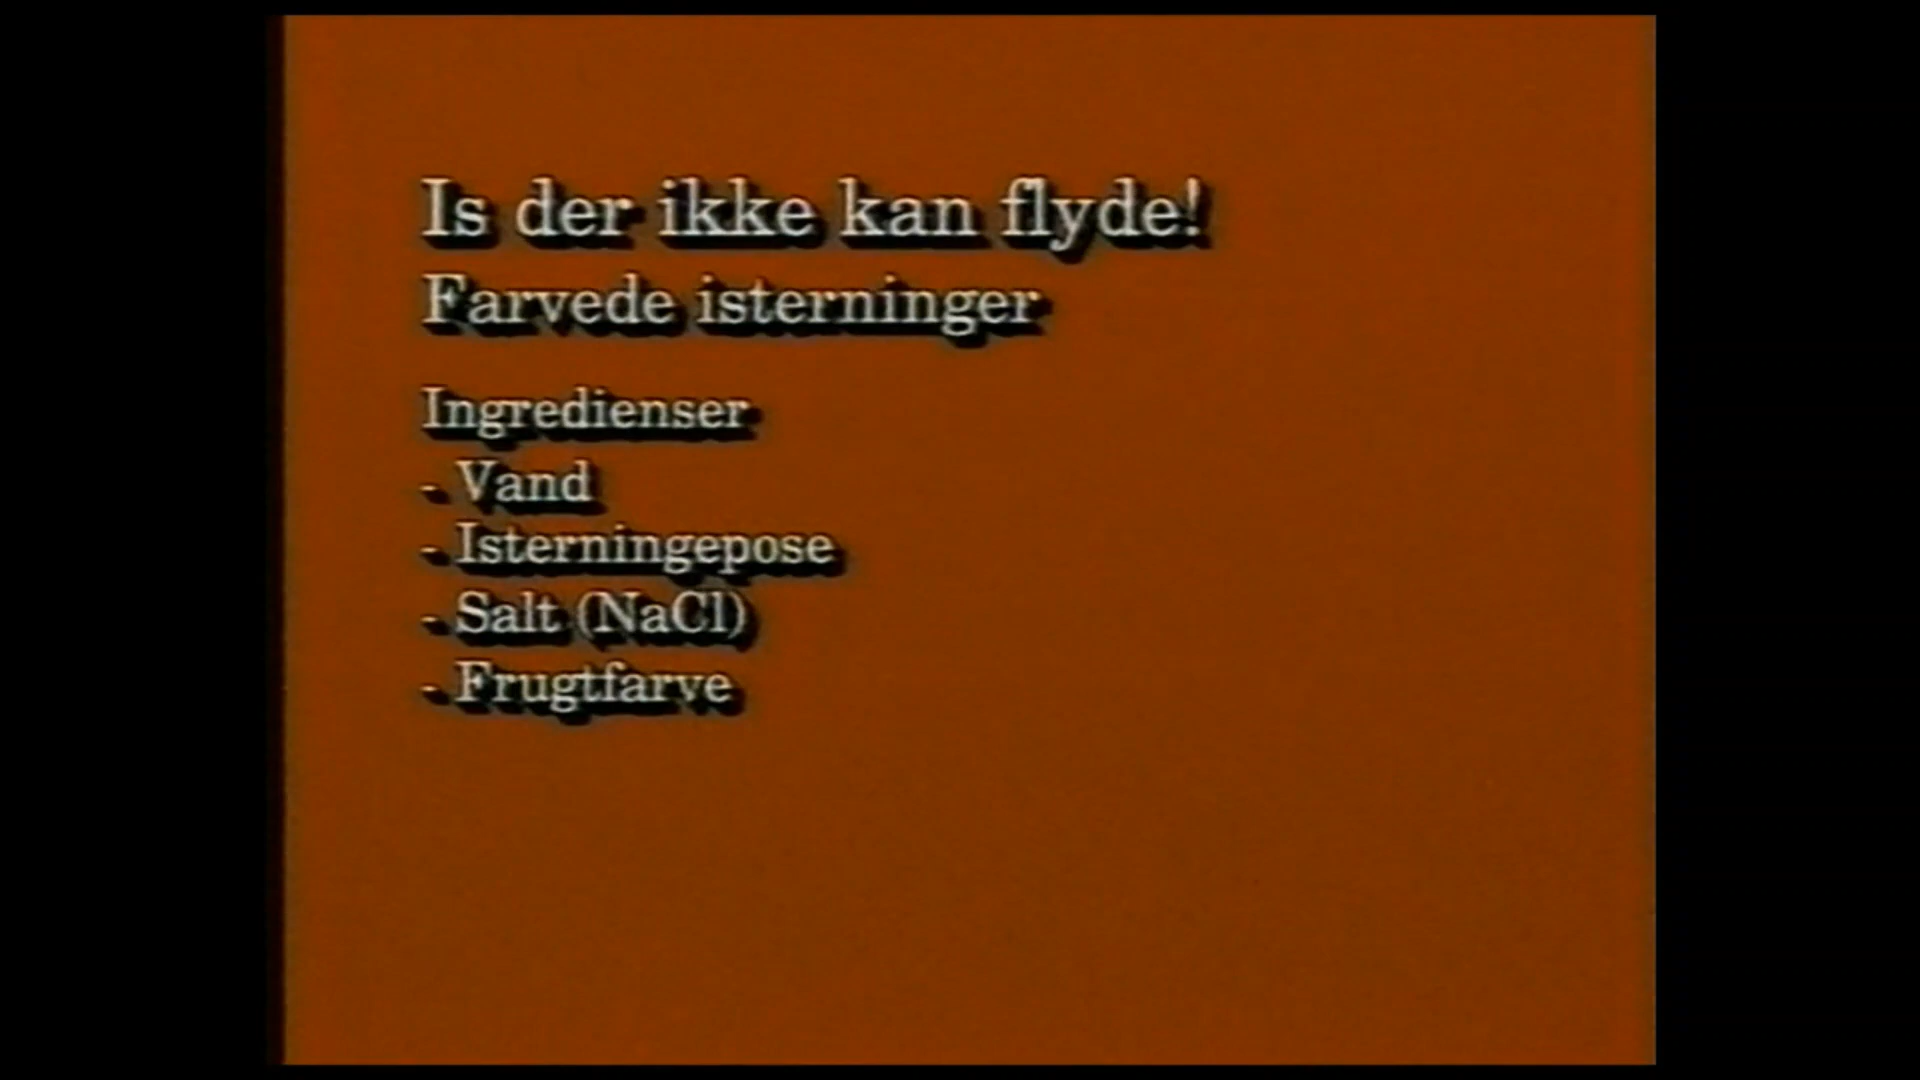 Is der ikke kan flyde!
Farvede isterninger
Ingredienser
- Vand
- Isterningepose
- Salt (NaCl)
- Frugtfarve